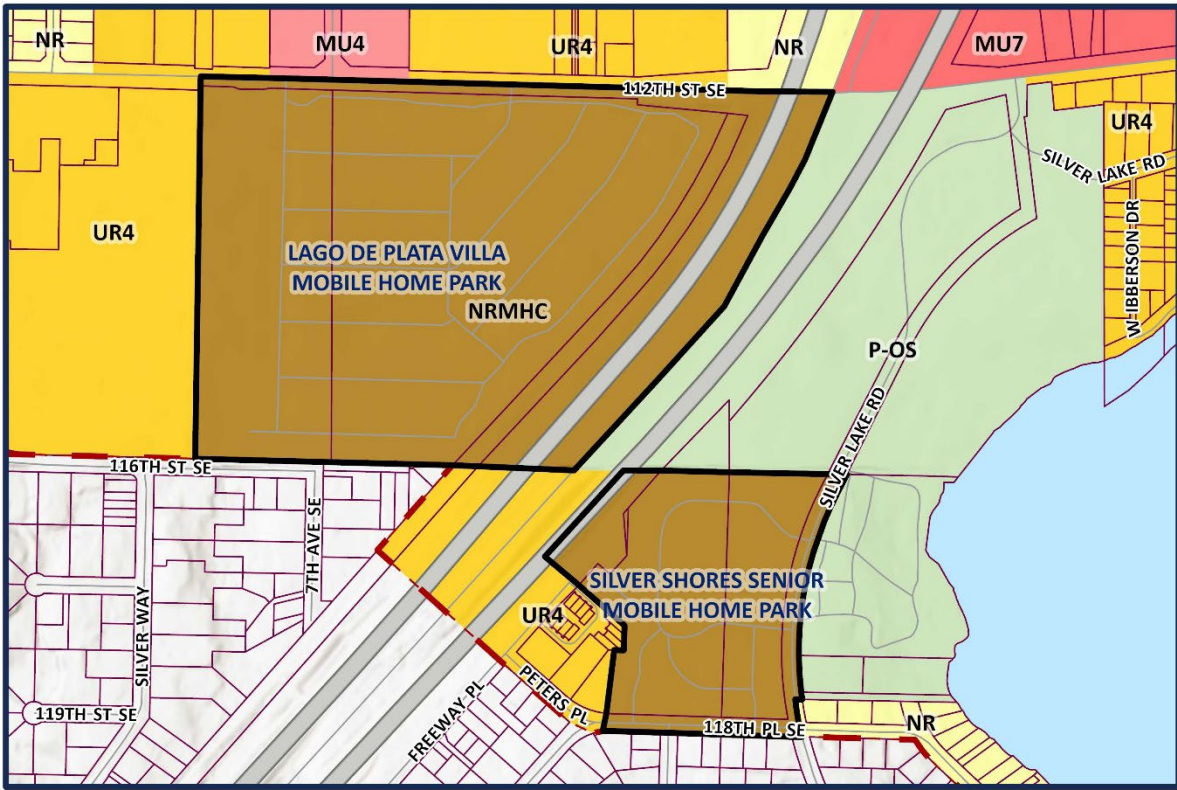 NR
MU4
UR4
NR
MU7
112TH ST SE
UR4
SILVER LAKE RD
W IBBERSON DR
UR4
LAGO DE PLATA VILLA
MOBILE HOME PARK
NRMHC
P-OS
SILVER LAKE RD
116TH ST SE
7TH AVE SE
SILVER WAY
SILVER SHORES SENIOR
MOBILE HOME PARK
UR4
PETERS PL
FREEWAY PL
119TH ST SE
118TH PL SE
NR